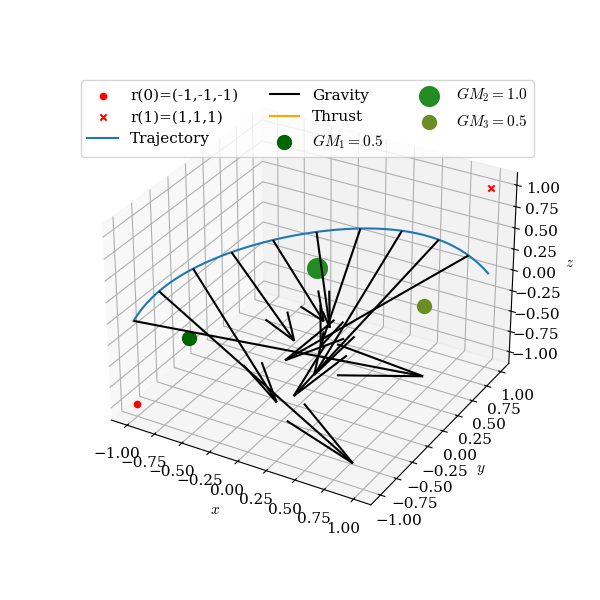 r(0)=(-1,-1,-1)
r(1)=(1,1,1)
Trajectory
Gravity
Thrust
GM₁ = 0.5
GM₂ = 1.0
GM₃ = 0.5
1.00
0.75
0.50
0.25
0.00
−0.25
−0.50
−0.75
−1.00
z
−1.00
−0.75
−0.50
−0.25
0.00
0.25
0.50
0.75
1.00
x
1.00
0.75
0.50
0.25
0.00
−0.25
−0.50
−0.75
−1.00
y